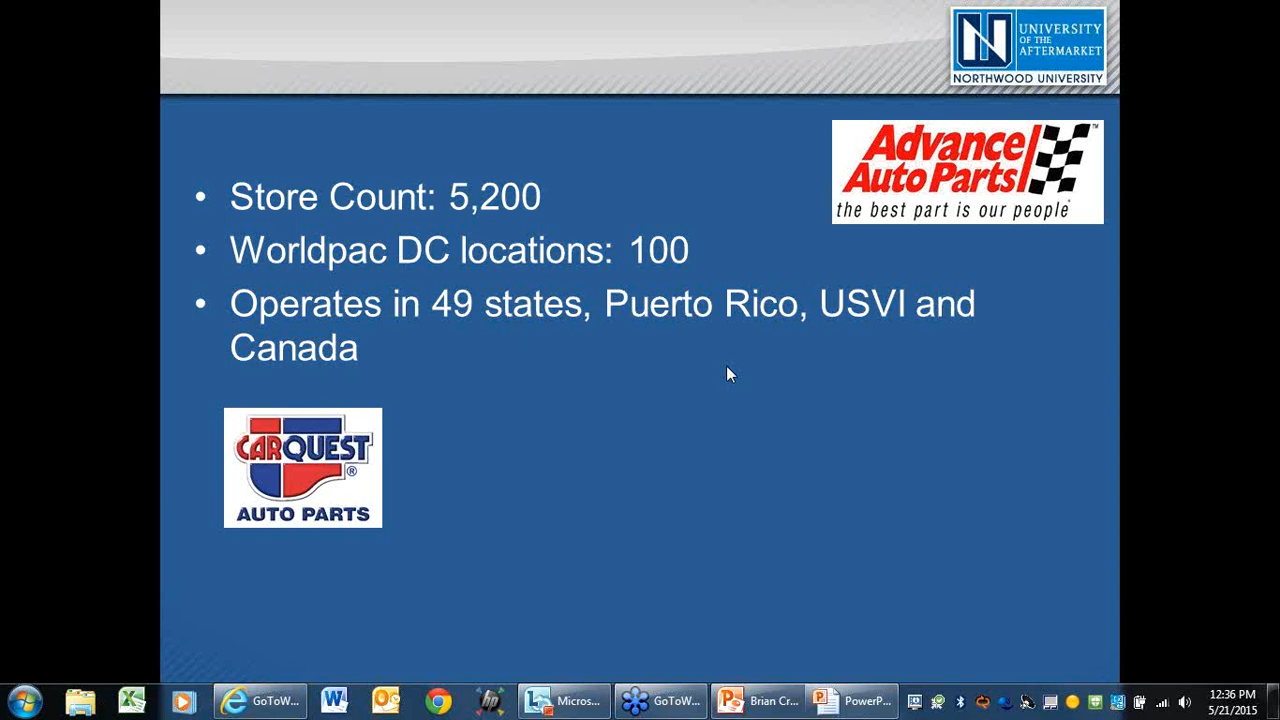 UNIVERSITY
OF THE
AFTERMARKET
NORTHWOOD UNIVERSITY
Advance
Auto Parts
the best part is our people
• Store Count: 5,200
• Worldpac DC locations: 100
• Operates in 49 states, Puerto Rico, USVI and
Canada
CARQUEST
AUTO PARTS
GoToW...
Micros...
GoToW...
Brian Cr...
PowerP...
12:36 PM
5/21/2015